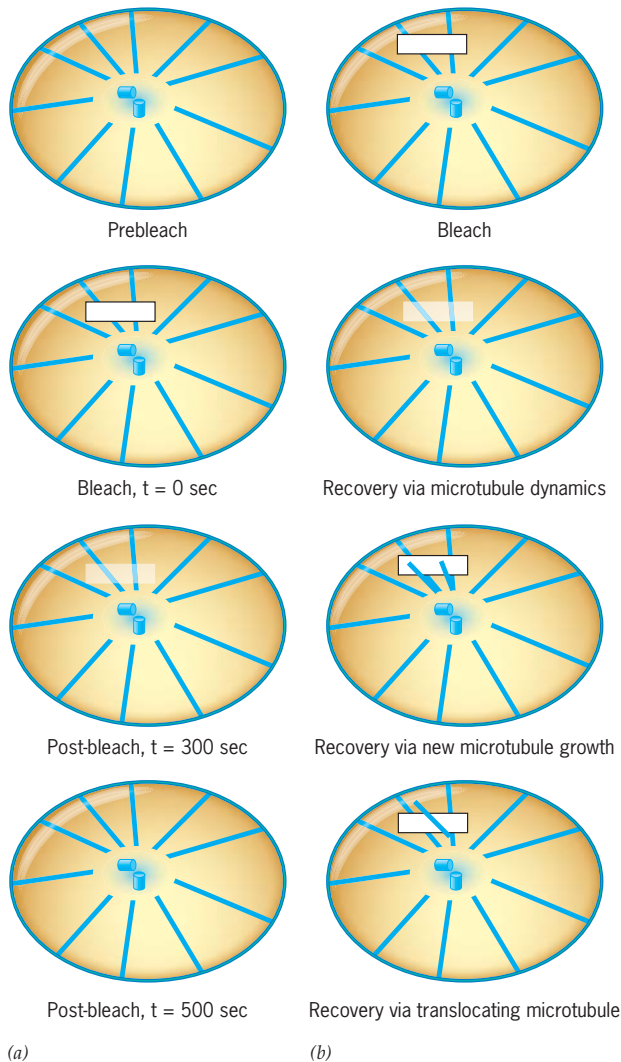 Prebleach
Bleach
Bleach, t = 0 sec
Recovery via microtubule dynamics
Post-bleach, t = 300 sec
Recovery via new microtubule growth
Post-bleach, t = 500 sec
Recovery via translocating microtubule
(a)
(b)